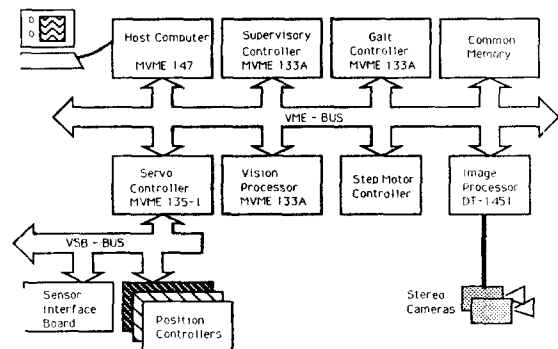 Host Computer
MVME 147
Supervisory
Controller
MVME 133A
Gait
Controller
MVME 133A
Common
Memory
VME - BUS
Servo
Controller
MVME 135-1
Vision
Processor
MVME 133A
Step Motor
Controller
Image
Processor
DT-1451
VSB - BUS
Sensor
Interface
Board
Position
Controllers
Stereo
Cameras